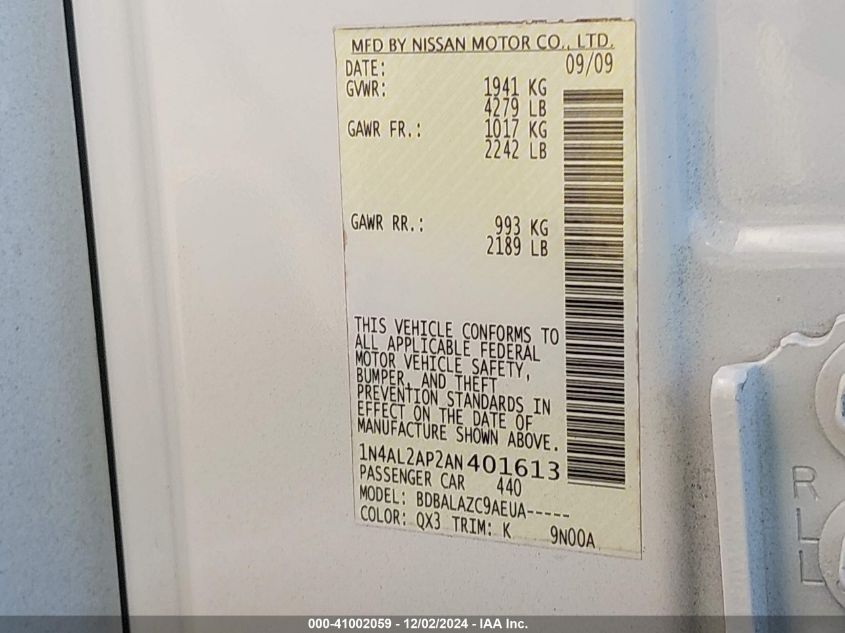 MFD BY NISSAN MOTOR CO., LTD.
DATE: 09/09
GVWR: 1941 KG
4279 LB
GAWR FR.: 1017 KG
2242 LB
GAWR RR.: 993 KG
2189 LB
THIS VEHICLE CONFORMS TO
ALL APPLICABLE FEDERAL
MOTOR VEHICLE SAFETY,
BUMPER, AND THEFT
PREVENTION STANDARDS IN
EFFECT ON THE DATE OF
MANUFACTURE SHOWN ABOVE.
1N4AL2AP2AN401613
PASSENGER CAR 440
MODEL: BDBALAZC9AEUA-----
COLOR: QX3 TRIM: K 9N00A
R
L
L
000-41002059 - 12/02/2024 - IAA Inc.